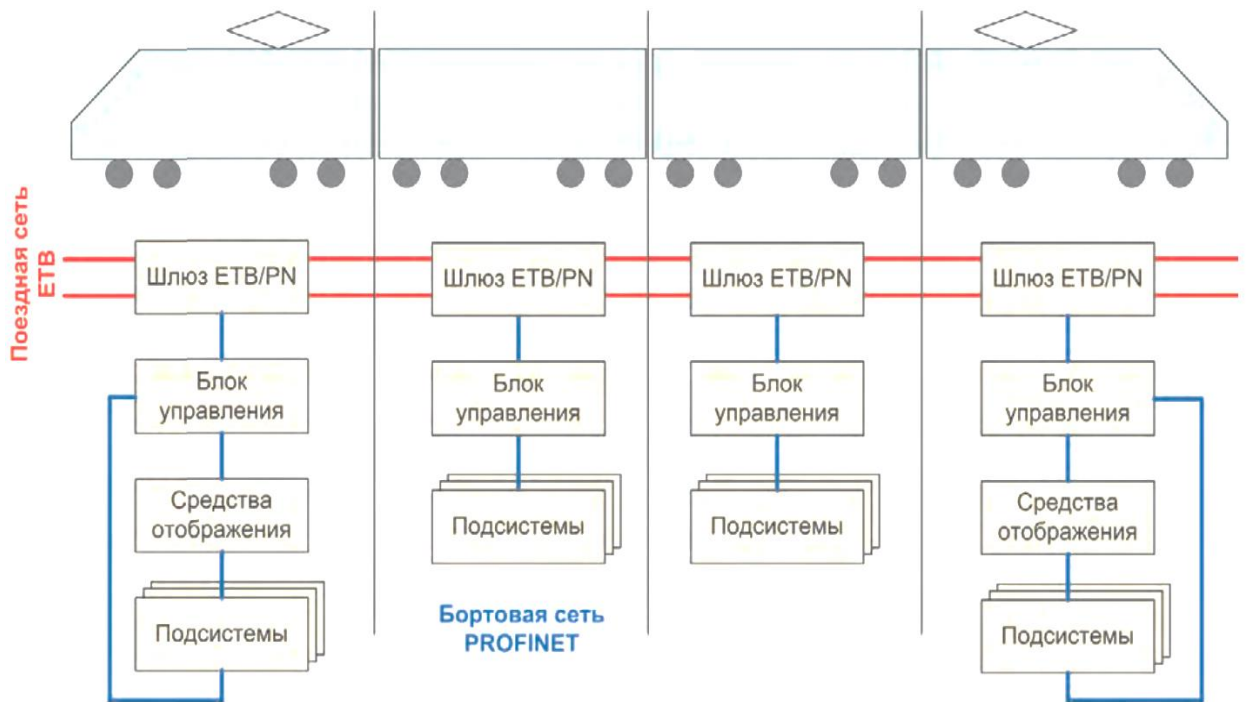 Поездная сеть
ETB
Шлюз ETB/PN
Шлюз ETB/PN
Шлюз ETB/PN
Шлюз ETB/PN
Блок
управления
Блок
управления
Блок
управления
Блок
управления
Средства
отображения
Подсистемы
Подсистемы
Средства
отображения
Подсистемы
Бортовая сеть
PROFINET
Подсистемы